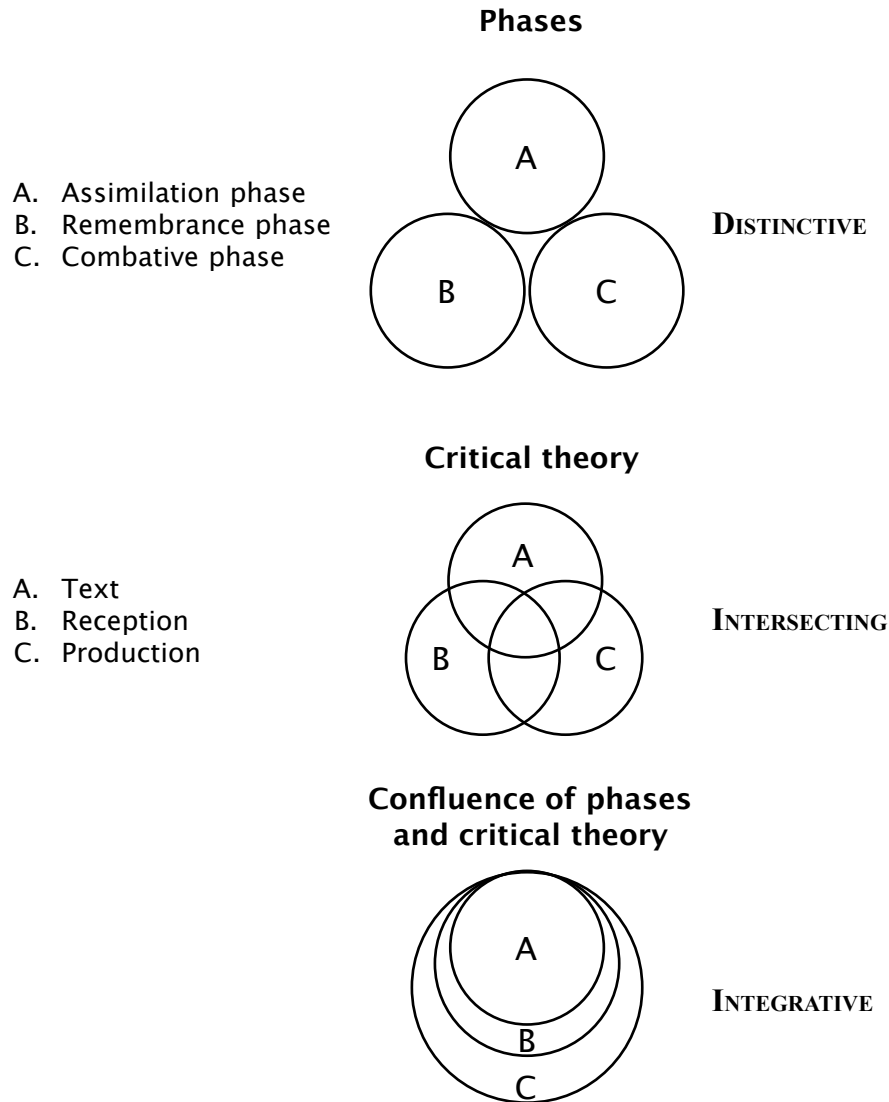 Phases
A
A. Assimilation phase
B. Remembrance phase
C. Combative phase
DISTINCTIVE
B
C
Critical theory
A
A. Text
B. Reception
C. Production
INTERSECTING
B
C
Confluence of phases
and critical theory
A
INTEGRATIVE
B
C